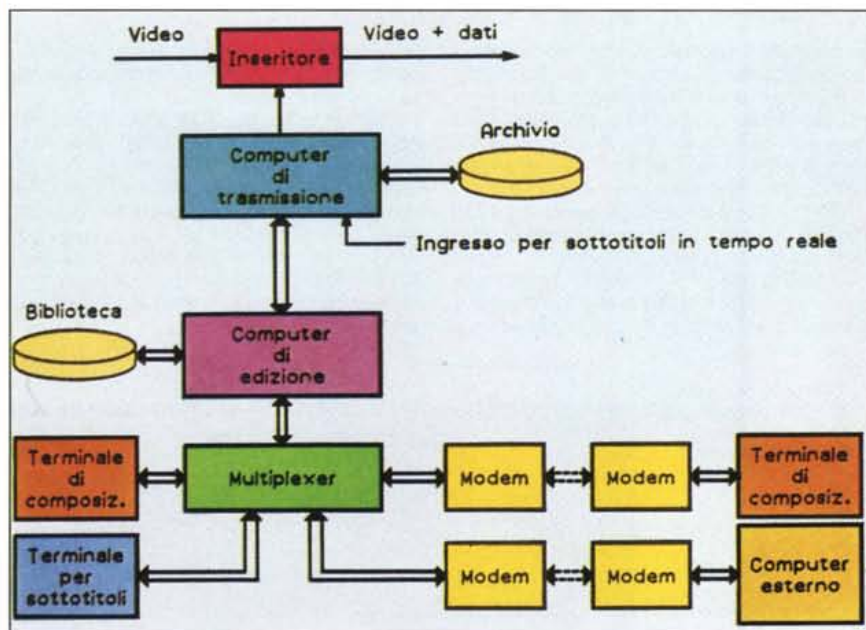 Video
Video + dati
Inseritore
Computer
di
trasmissione
Archivio
Ingresso per sottotitoli in tempo reale
Biblioteca
Computer
di
edizione
Terminale
di
composiz.
Multiplexer
Modem
Modem
Terminale
di
composiz.
Terminale
per
sottotitoli
Modem
Modem
Computer
esterno